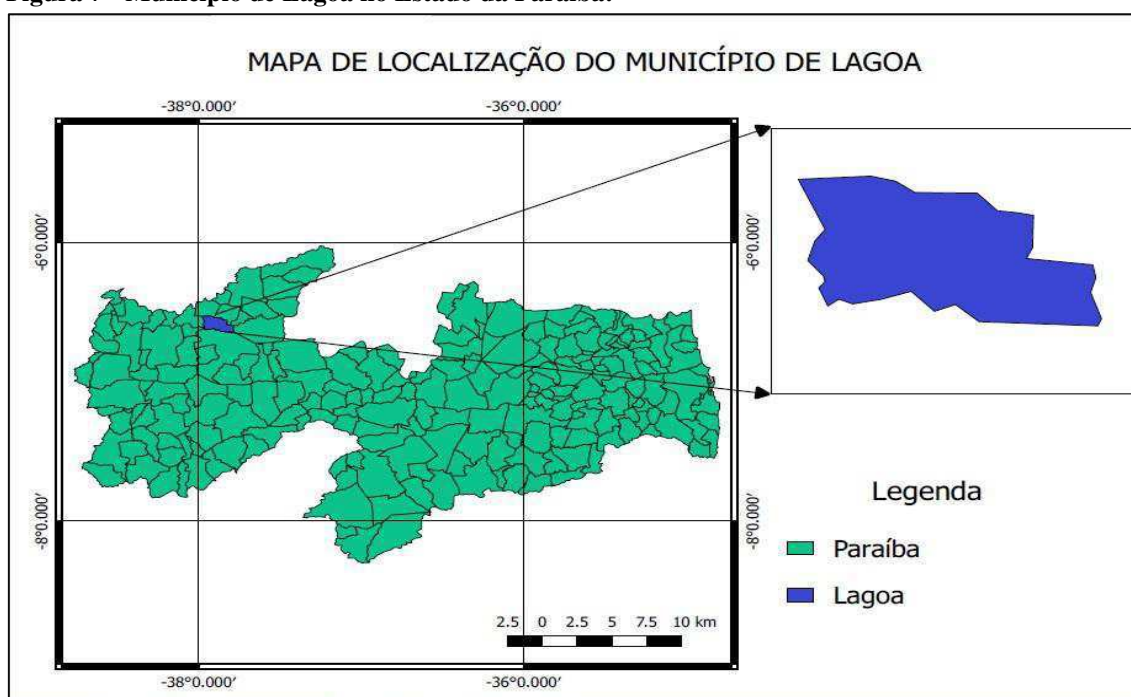 Figura 7 - Município de Lagoa no Estado da Paraíba.
MAPA DE LOCALIZAÇÃO DO MUNICÍPIO DE LAGOA
-38°0.000′ -36°0.000′
-6°0.000′ -6°0.000′
-8°0.000′ -8°0.000′
Legenda
Paraíba
Lagoa
2.5 0 2.5 5 7.5 10 km
-38°0.000′ -36°0.000′